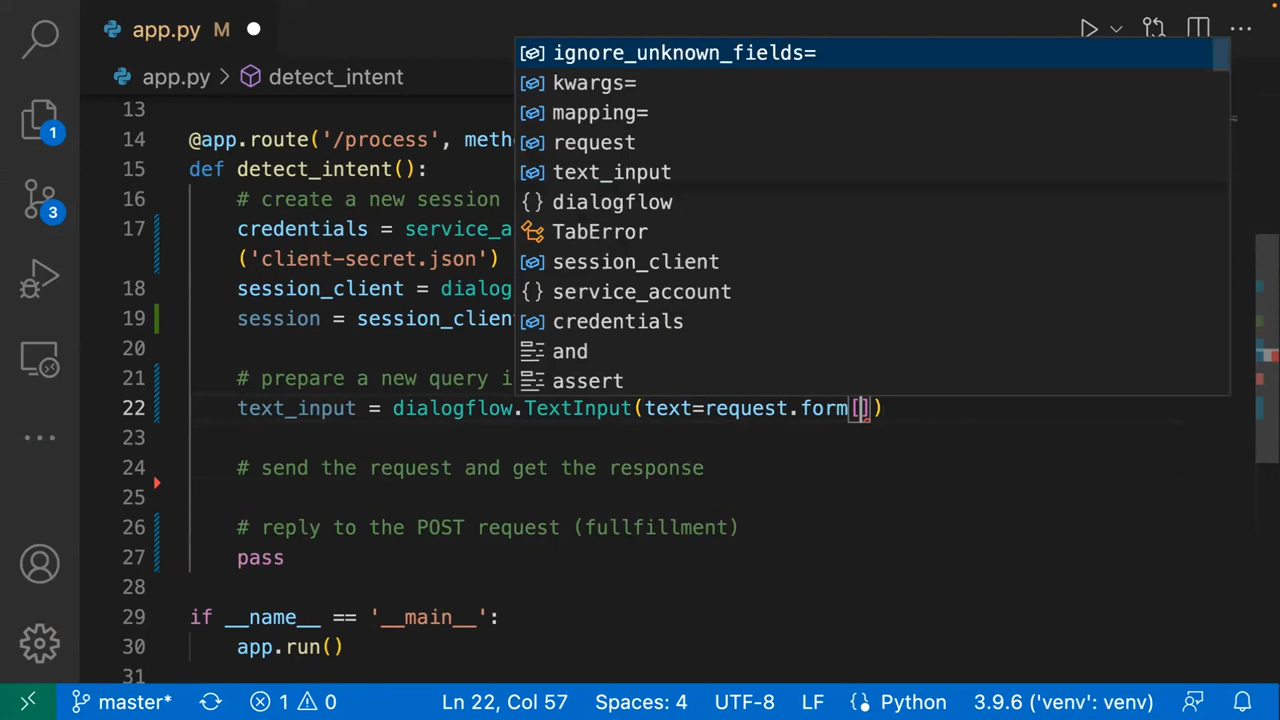 app.py M
app.py > detect_intent
ignore_unknown_fields=
kwargs=
mapping=
request
text_input
dialogflow
TabError
session_client
service_account
credentials
and
assert
13
14 @app.route('/process', meth
15 def detect_intent():
16 # create a new session
17 credentials = service_a
('client-secret.json')
18 session_client = dialog
19 session = session_client
20
21 # prepare a new query i
22 text_input = dialogflow.TextInput(text=request.form[])
23
24 # send the request and get the response
25
26 # reply to the POST request (fullfillment)
27 pass
28
29 if __name__ == '__main__':
30 app.run()
31
1
3
master* 1 0 Ln 22, Col 57 Spaces: 4 UTF-8 LF Python 3.9.6 ('venv': venv)